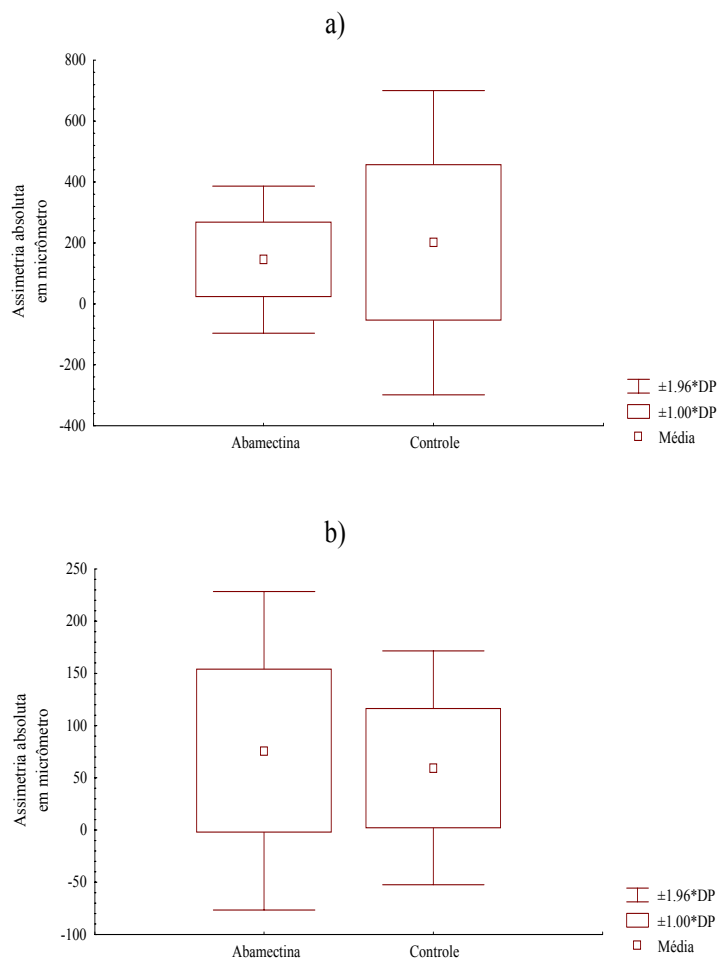 a)
800
600
400
200
0
-200
-400
Assimetria absoluta
em micrômetro
Abamectina
Controle
±1.96*DP
±1.00*DP
Média
b)
250
200
150
100
50
0
-50
-100
Assimetria absoluta
em micrômetro
Abamectina
Controle
±1.96*DP
±1.00*DP
Média